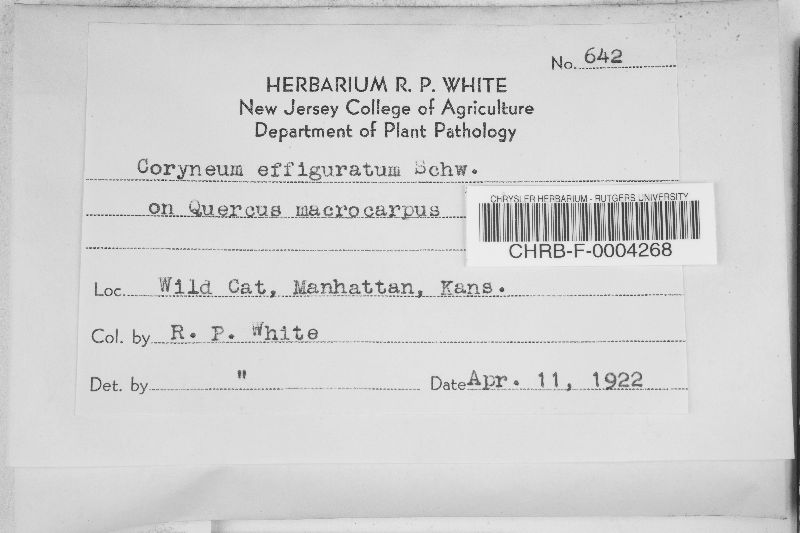 No. 642
HERBARIUM R. P. WHITE
New Jersey College of Agriculture
Department of Plant Pathology
Coryneum effiguratum Schw.
on Quercus macrocarpus
CHRYSLER HERBARIUM - RUTGERS UNIVERSITY
CHRB-F-0004268
Loc. Wild Cat, Manhattan, Kans.
Col. by R. P. White
Det. by " Date Apr. 11, 1922